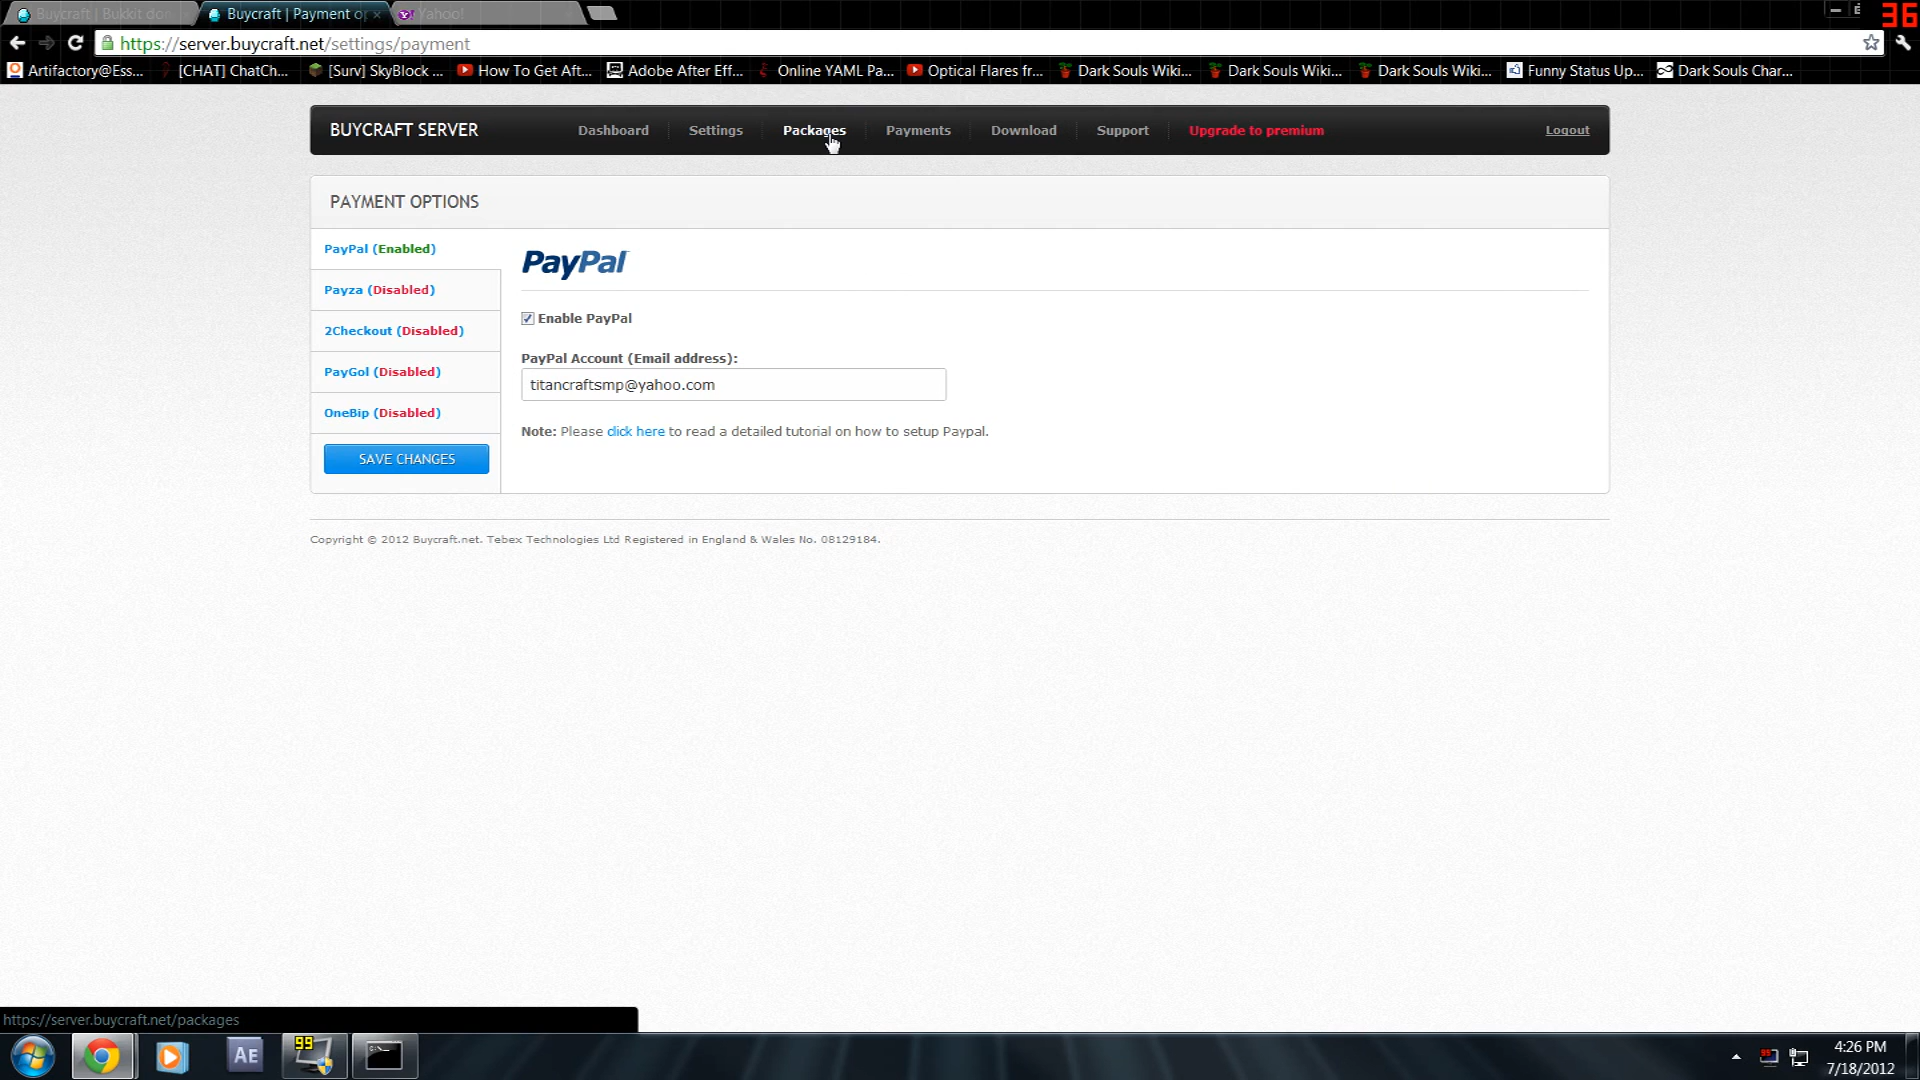 Buycraft | Bukkit don
Buycraft | Payment op
Yahoo!
36
https://server.buycraft.net/settings/payment
Artifactory@Ess...
[CHAT] ChatCh...
[Surv] SkyBlock ...
How To Get Aft...
Adobe After Eff...
Online YAML Pa...
Optical Flares fr...
Dark Souls Wiki...
Dark Souls Wiki...
Dark Souls Wiki...
Funny Status Up...
Dark Souls Char...
BUYCRAFT SERVER
Dashboard
Settings
Packages
Payments
Download
Support
Upgrade to premium
Logout
PAYMENT OPTIONS
PayPal (Enabled)
Payza (Disabled)
2Checkout (Disabled)
PayGol (Disabled)
OneBip (Disabled)
SAVE CHANGES
PayPal
Enable PayPal
PayPal Account (Email address):
titancraftsmp@yahoo.com
Note: Please click here to read a detailed tutorial on how to setup Paypal.
Copyright © 2012 Buycraft.net. Tebex Technologies Ltd Registered in England & Wales No. 08129184.
https://server.buycraft.net/packages
AE
99
4:26 PM
7/18/2012